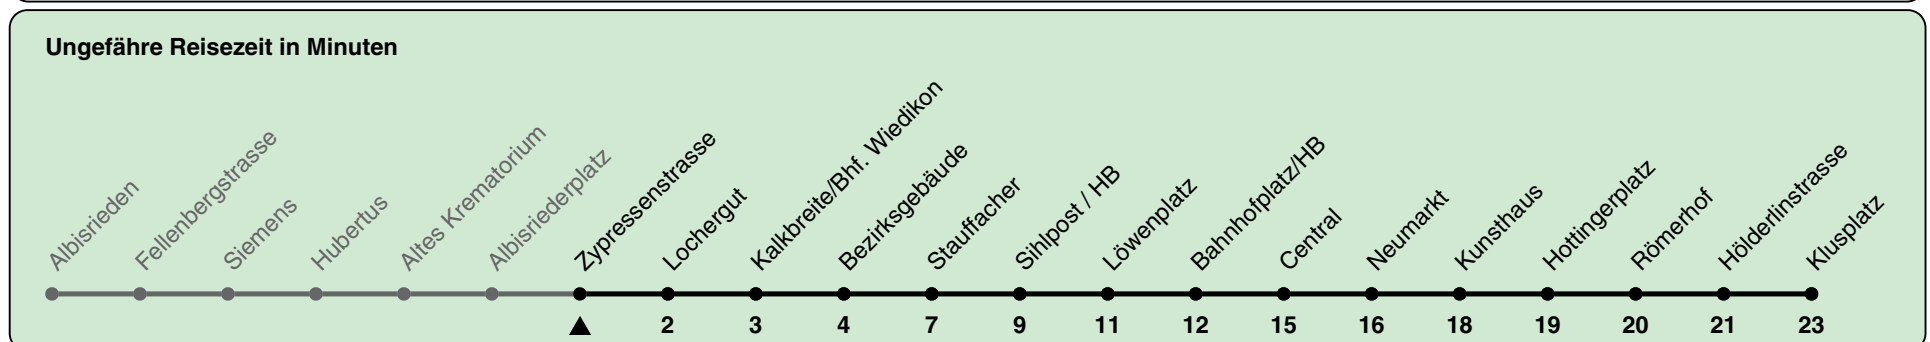 Ungefähre Reisezeit in Minuten
Albisrieden
Fellenbergstrasse
Siemens
Hubertus
Altes Krematorium
Albisriederplatz
Zypressenstrasse
Lochergut
Kalkbreite/Bhf. Wiedikon
Bezirksgebäude
Stauffacher
Sihlpost / HB
Löwenplatz
Bahnhofplatz/HB
Central
Neumarkt
Kunsthaus
Hottingerplatz
Römerhof
Hölderlinstrasse
Klusplatz
2 3 4 7 9 11 12 15 16 18 19 20 21 23